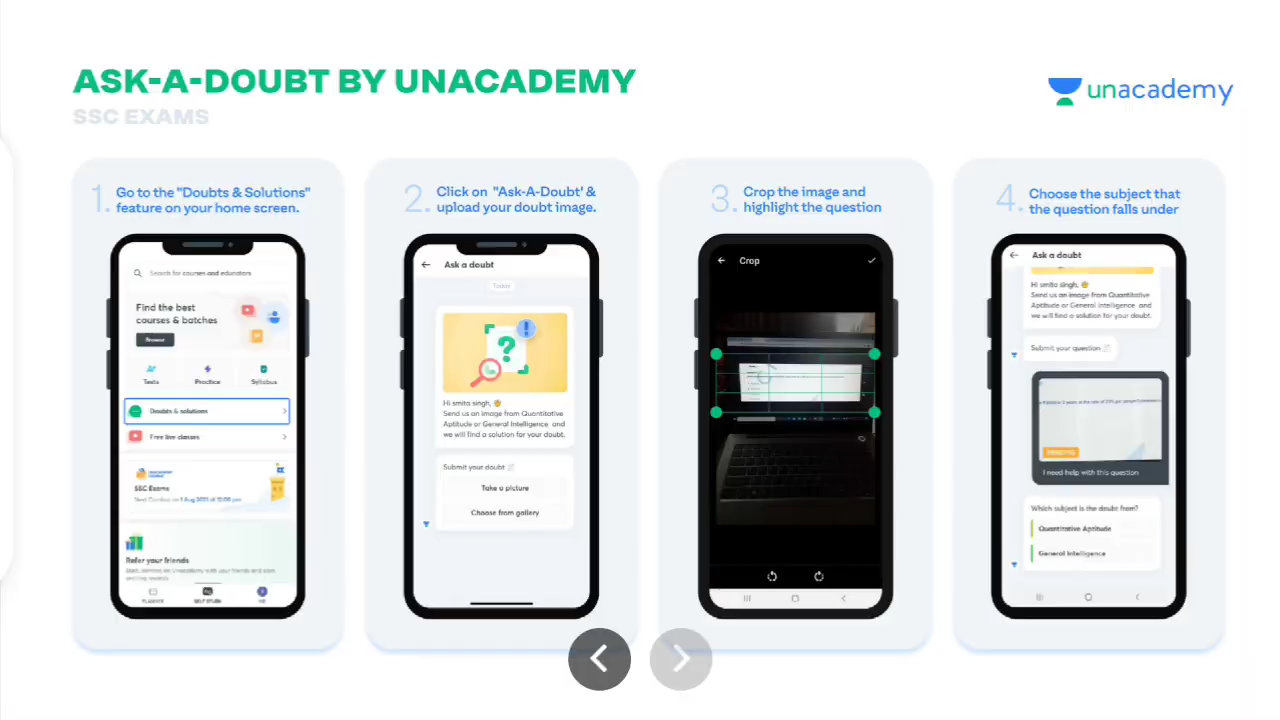 ASK-A-DOUBT BY UNACADEMY
unacademy
SSC EXAMS
1. Go to the "Doubts & Solutions"
feature on your home screen.
Search for courses and educators
Find the best
courses & batches
Browse
Tests
Practice
Syllabus
Doubts & solutions
Free live classes
SSC Exams
Refer your friends
SELF STUDY
ME
2. Click on "Ask-A-Doubt' &
upload your doubt image.
Ask a doubt
Today
Hi smita singh,
Send us an image from Quantitative
Aptitude or General Intelligence and
we will find a solution for your doubt.
Submit your doubt
Take a picture
Choose from gallery
3. Crop the image and
highlight the question
Crop
4. Choose the subject that
the question falls under
Ask a doubt
Hi smita singh,
Send us an image from Quantitative
Aptitude or General Intelligence and
we will find a solution for your doubt.
Submit your question
I need help with this question
Which subject is the doubt from?
Quantitative Aptitude
General Intelligence